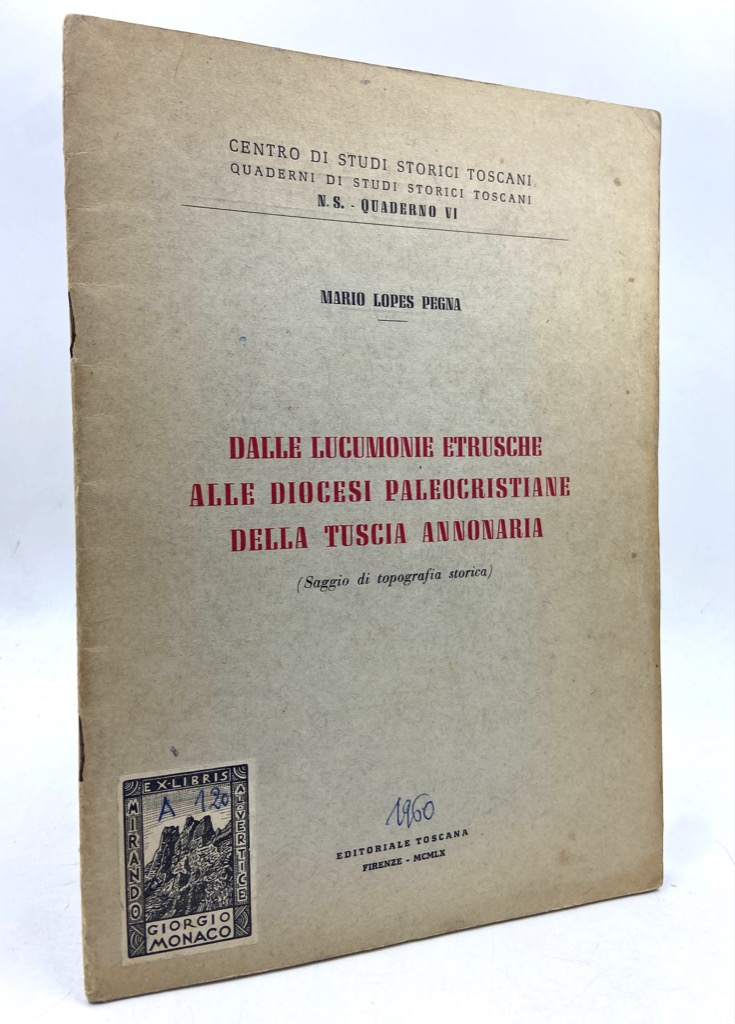 CENTRO DI STUDI STORICI TOSCANI
QUADERNI DI STUDI STORICI TOSCANI
N. S. - QUADERNO VI
MARIO LOPES PEGNA
DALLE LUCUMONIE ETRUSCHE
ALLE DIOCESI PALEOCRISTIANE
DELLA TUSCIA ANNONARIA
(Saggio di topografia storica)
1960
EDITORIALE TOSCANA
FIRENZE - MCMLX
EX-LIBRIS
A 120
MIRANDO
AL VERTICE
GIORGIO
MONACO